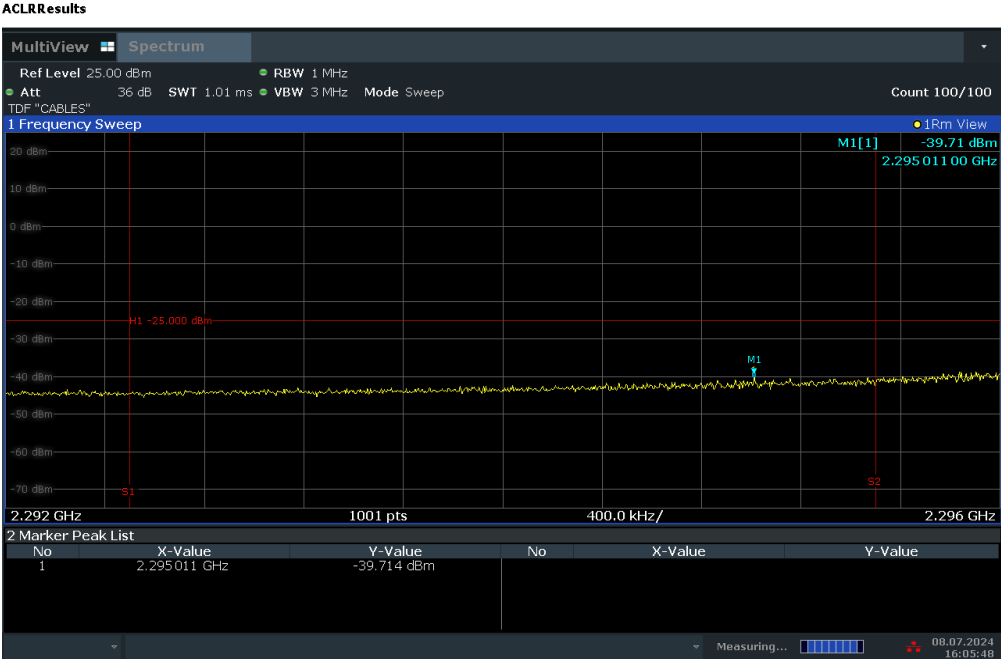 ACLRResults
MultiView Spectrum
Ref Level 25.00 dBm RBW 1 MHz
Att 36 dB SWT 1.01 ms VBW 3 MHz Mode Sweep Count 100/100
TDF "CABLES"
1 Frequency Sweep 1Rm View
M1[1] -39.71 dBm
2.295 011 00 GHz
20 dBm
10 dBm
0 dBm
-10 dBm
-20 dBm
H1 -25.000 dBm
-30 dBm
M1
-40 dBm
-50 dBm
-60 dBm
-70 dBm
S1
S2
2.292 GHz 1001 pts 400.0 kHz/ 2.296 GHz
2 Marker Peak List
No X-Value Y-Value No X-Value Y-Value
1 2.295011 GHz -39.714 dBm
Measuring... 08.07.2024
16:05:48